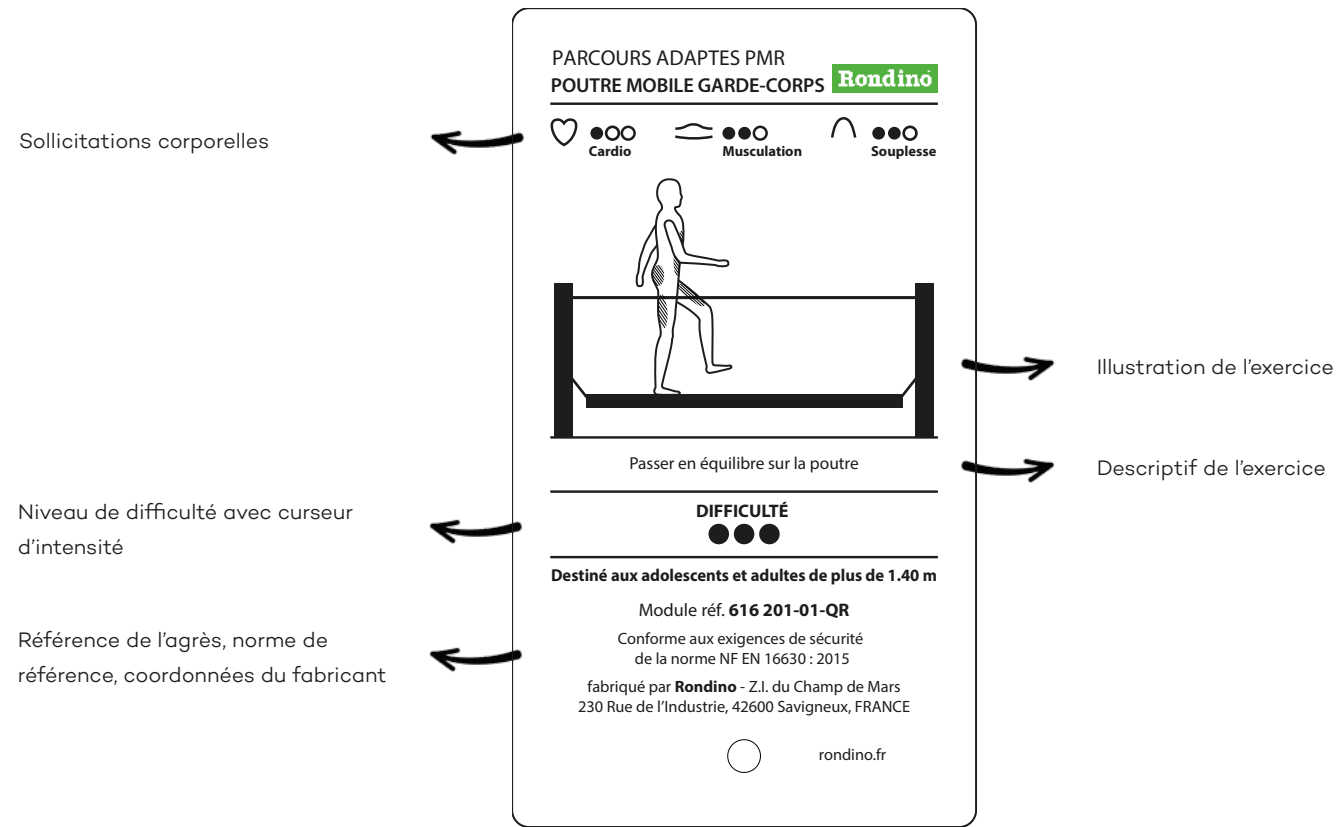 PARCOURS ADAPTES PMR
POUTRE MOBILE GARDE-CORPS
Rondino
Cardio
Musculation
Souplesse
Sollicitations corporelles
Illustration de l'exercice
Passer en équilibre sur la poutre
Descriptif de l'exercice
Niveau de difficulté avec curseur
d'intensité
DIFFICULTÉ
Destiné aux adolescents et adultes de plus de 1.40 m
Module réf. 616 201-01-QR
Référence de l'agrès, norme de
référence, coordonnées du fabricant
Conforme aux exigences de sécurité
de la norme NF EN 16630 : 2015
fabriqué par Rondino - Z.I. du Champ de Mars
230 Rue de l'Industrie, 42600 Savigneux, FRANCE
rondino.fr